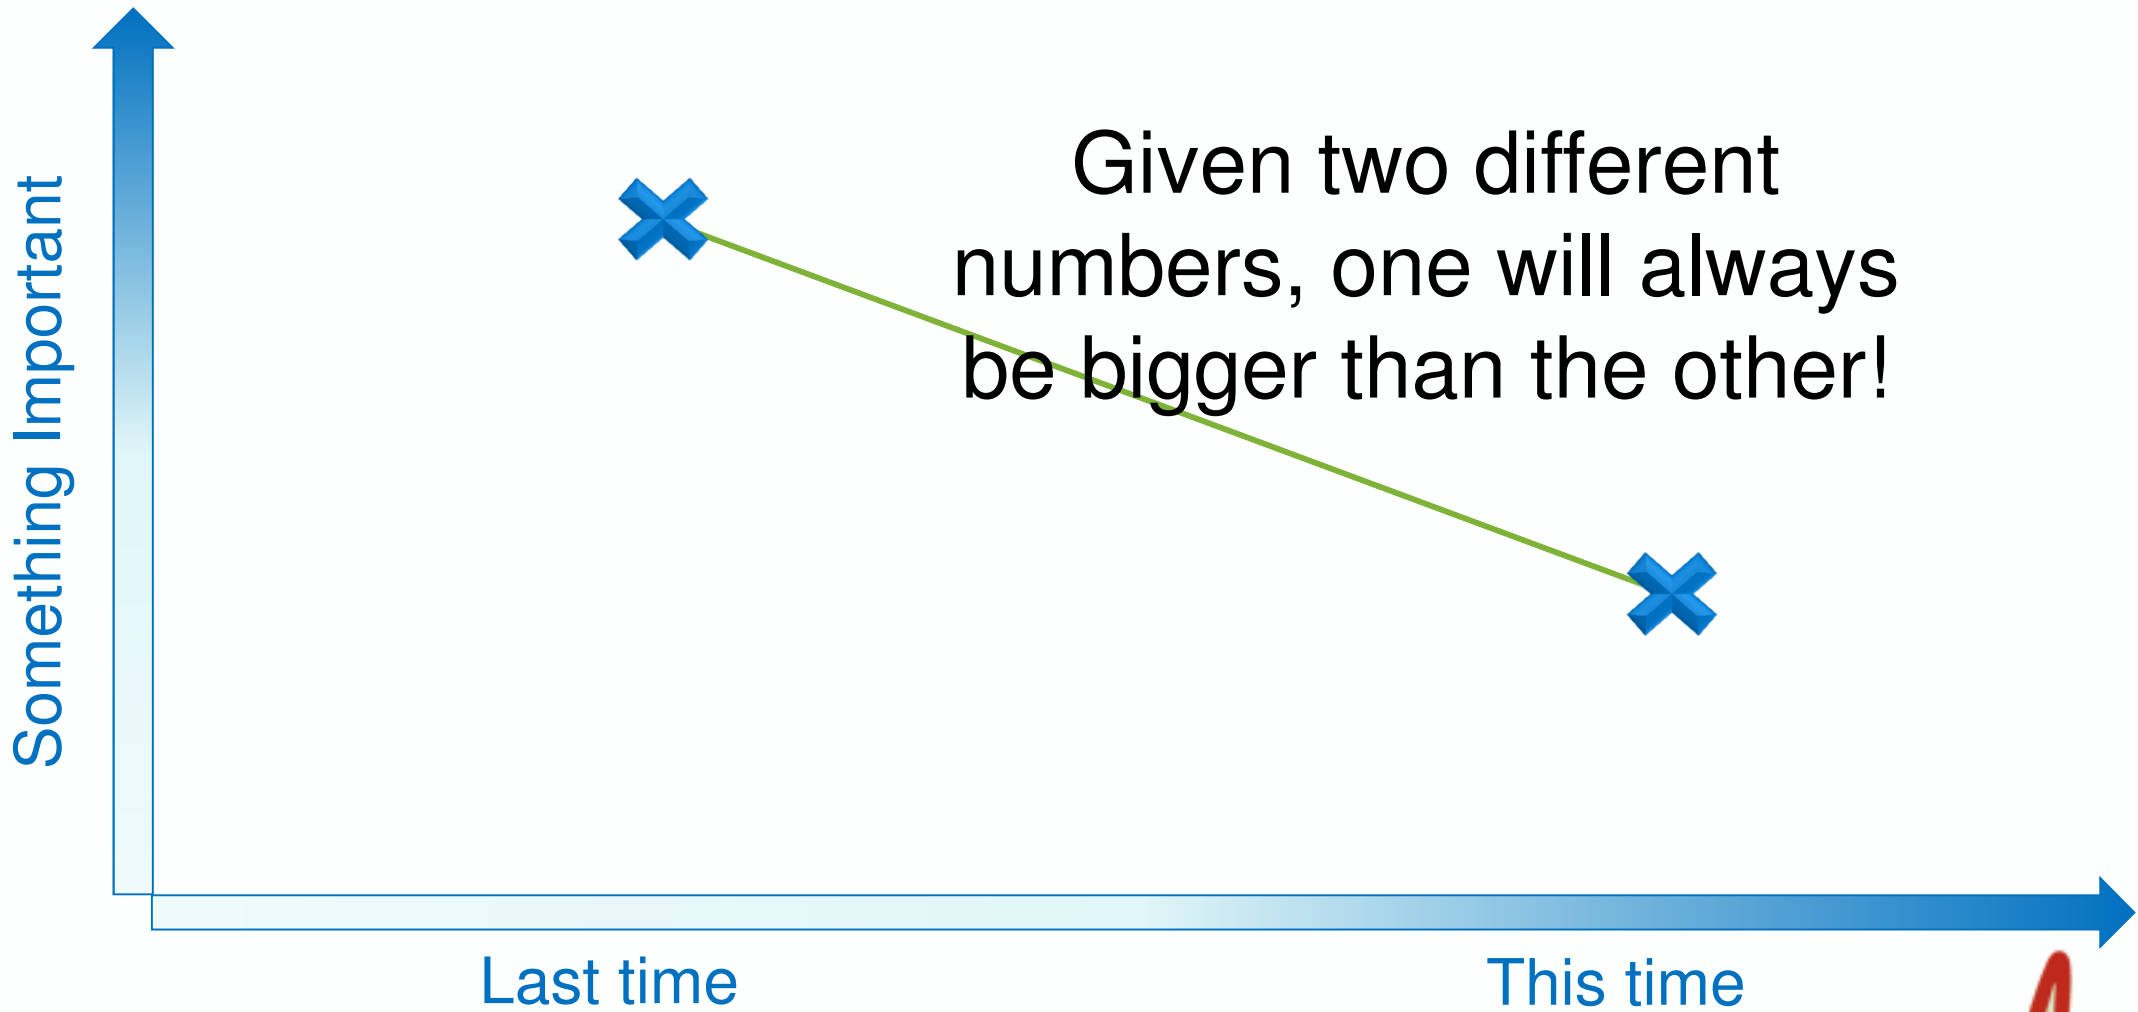 Given two different
numbers, one will always
be bigger than the other!
Something Important
Last time
This time